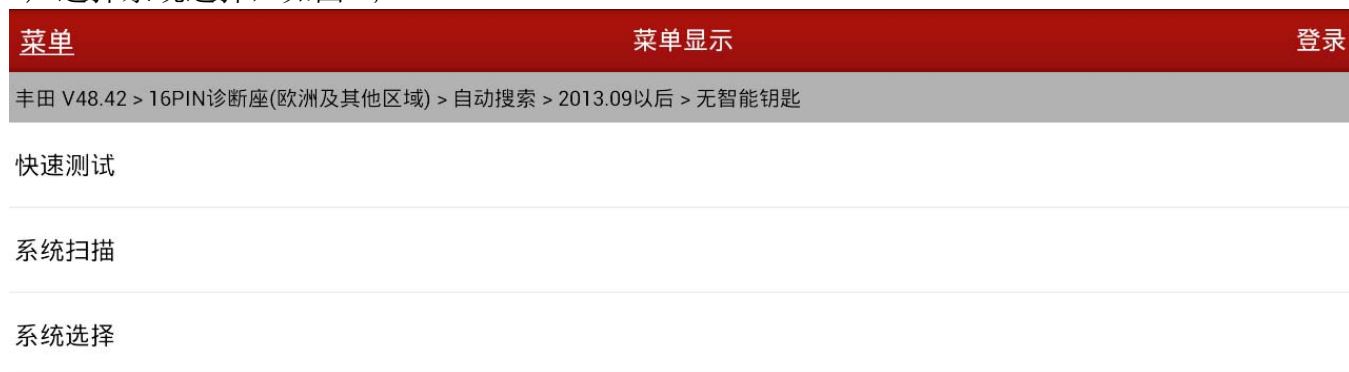 菜单 菜单显示 登录
丰田 V48.42 > 16PIN诊断座(欧洲及其他区域) > 自动搜索 > 2013.09以后 > 无智能钥匙
快速测试
系统扫描
系统选择